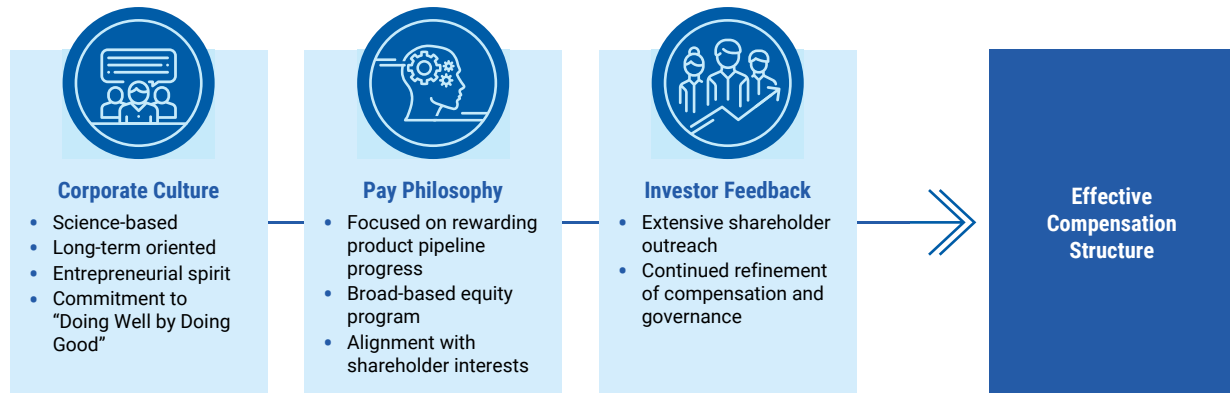 Corporate Culture
• Science-based
• Long-term oriented
• Entrepreneurial spirit
• Commitment to
“Doing Well by Doing
Good”
Pay Philosophy
• Focused on rewarding
product pipeline
progress
• Broad-based equity
program
• Alignment with
shareholder interests
Investor Feedback
• Extensive shareholder
outreach
• Continued refinement
of compensation and
governance
Effective
Compensation
Structure